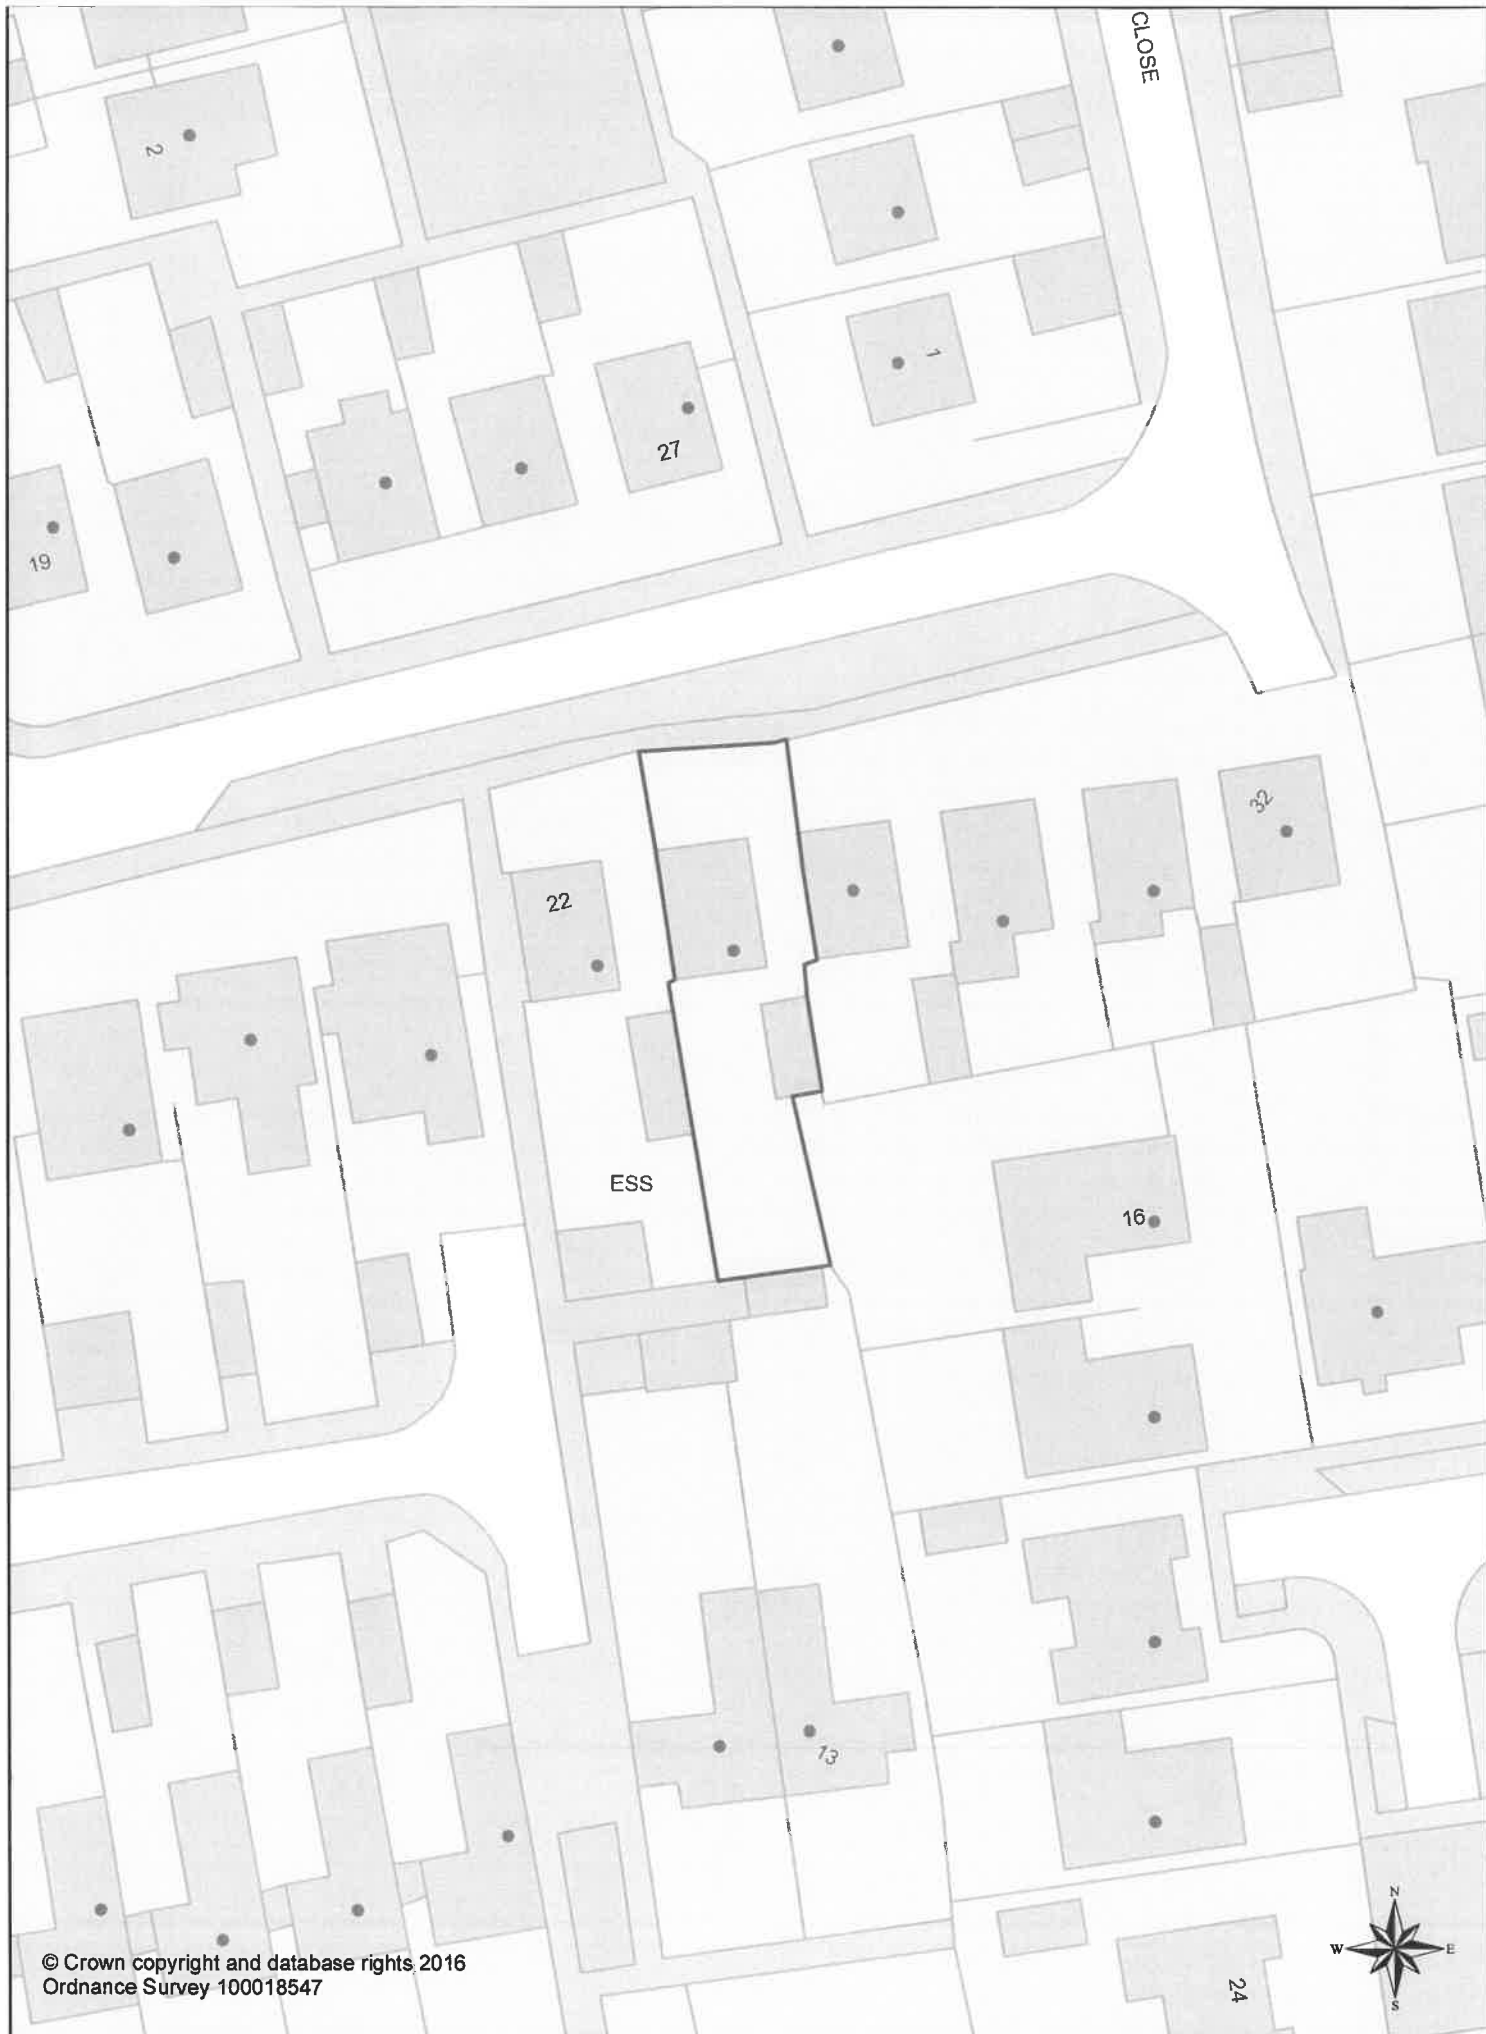 CLOSE
2
1
27
19
32
22
ESS
16
13
24
N
W E
S
© Crown copyright and database rights 2016
Ordnance Survey 100018547